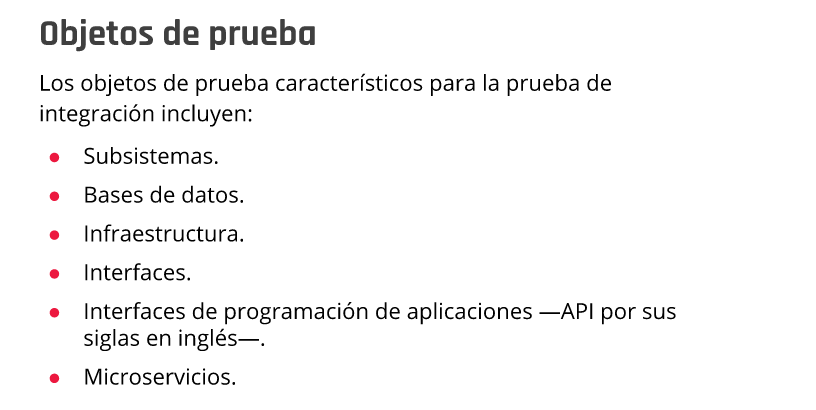 Objetos de prueba
Los objetos de prueba característicos para la prueba de
integración incluyen:
● Subsistemas.
● Bases de datos.
● Infraestructura.
● Interfaces.
● Interfaces de programación de aplicaciones —API por sus
siglas en inglés—.
● Microservicios.